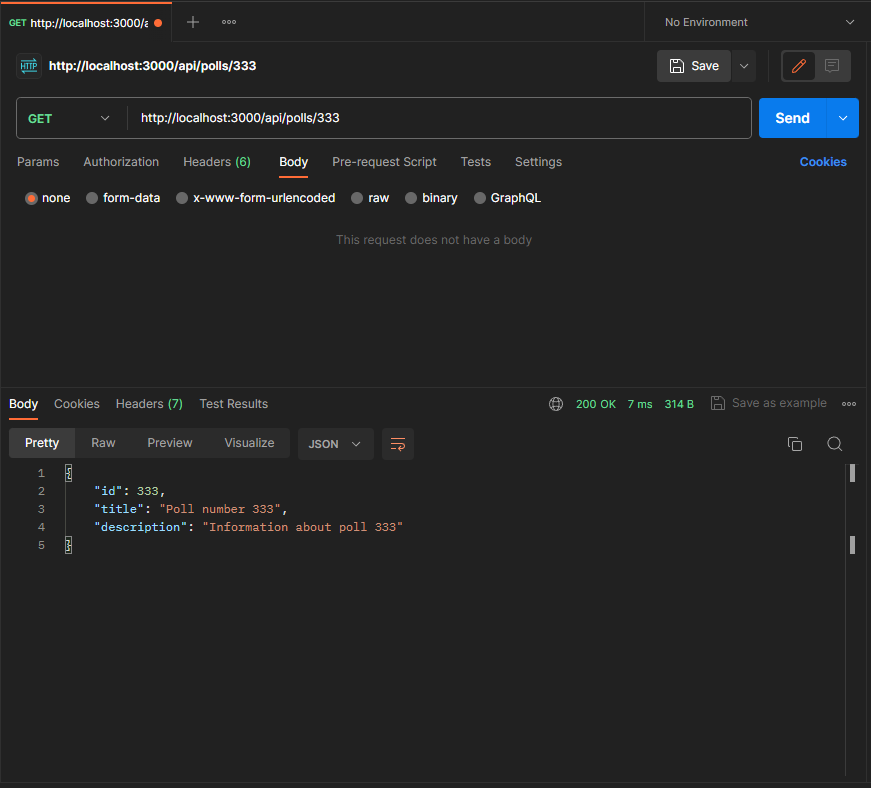 GET http://localhost:3000/a
No Environment
HTTP http://localhost:3000/api/polls/333
Save
GET http://localhost:3000/api/polls/333 Send
Params Authorization Headers (6) Body Pre-request Script Tests Settings Cookies
none form-data x-www-form-urlencoded raw binary GraphQL
This request does not have a body
Body Cookies Headers (7) Test Results 200 OK 7 ms 314 B Save as example
Pretty Raw Preview Visualize JSON
1 {
2 "id": 333,
3 "title": "Poll number 333",
4 "description": "Information about poll 333"
5 }